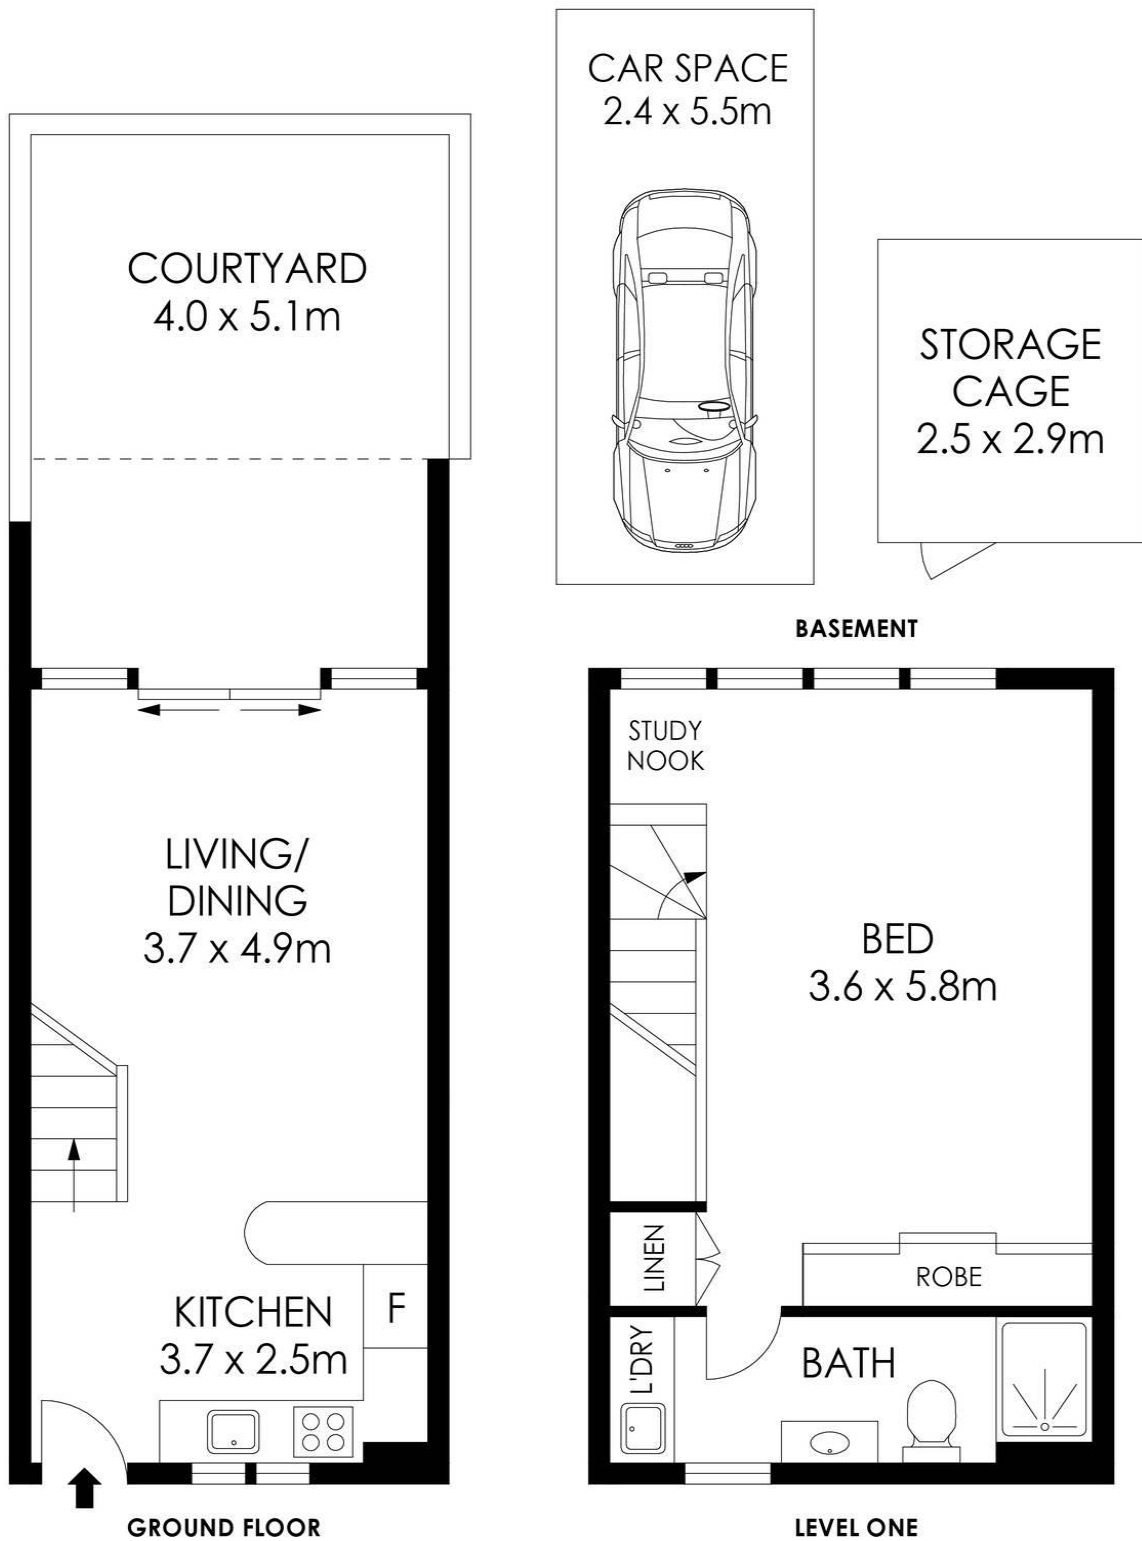 CAR SPACE
2.4 x 5.5m
COURTYARD
4.0 x 5.1m
STORAGE
CAGE
2.5 x 2.9m
BASEMENT
LIVING/
DINING
3.7 x 4.9m
KITCHEN
3.7 x 2.5m
F
GROUND FLOOR
STUDY
NOOK
BED
3.6 x 5.8m
LINEN
ROBE
L'DRY
BATH
LEVEL ONE